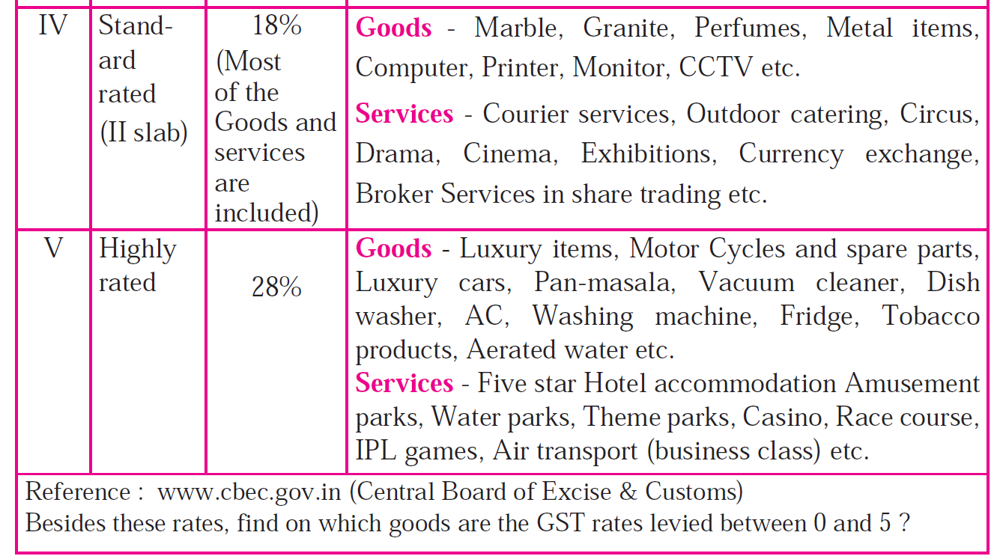 IV
Stand-
ard
rated
(II slab)
18%
(Most
of the
Goods and
services
are
included)
Goods - Marble, Granite, Perfumes, Metal items,
Computer, Printer, Monitor, CCTV etc.
Services - Courier services, Outdoor catering, Circus,
Drama, Cinema, Exhibitions, Currency exchange,
Broker Services in share trading etc.
V
Highly
rated
28%
Goods - Luxury items, Motor Cycles and spare parts,
Luxury cars, Pan-masala, Vacuum cleaner, Dish
washer, AC, Washing machine, Fridge, Tobacco
products, Aerated water etc.
Services - Five star Hotel accommodation Amusement
parks, Water parks, Theme parks, Casino, Race course,
IPL games, Air transport (business class) etc.
Reference : www.cbec.gov.in (Central Board of Excise & Customs)
Besides these rates, find on which goods are the GST rates levied between 0 and 5 ?